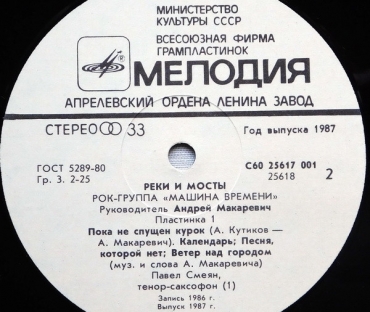 МИНИСТЕРСТВО
КУЛЬТУРЫ СССР
ВСЕСОЮЗНАЯ ФИРМА
ГРАМПЛАСТИНОК
МЕЛОДИЯ
АПРЕЛЕВСКИЙ ОРДЕНА ЛЕНИНА ЗАВОД
СТЕРЕО 33
Год выпуска 1987
ГОСТ 5289-80
Гр. 3. 2-25
С60 25617 001
25618 2
РЕКИ И МОСТЫ
РОК-ГРУППА «МАШИНА ВРЕМЕНИ»
Руководитель Андрей Макаревич
Пластинка 1
Пока не спущен курок (А. Кутиков —
А. Макаревич). Календарь; Песня,
которой нет; Ветер над городом
(муз. и слова А. Макаревича)
Павел Смеян,
тенор-саксофон (1)
Запись 1986 г.
Выпуск 1987 г.